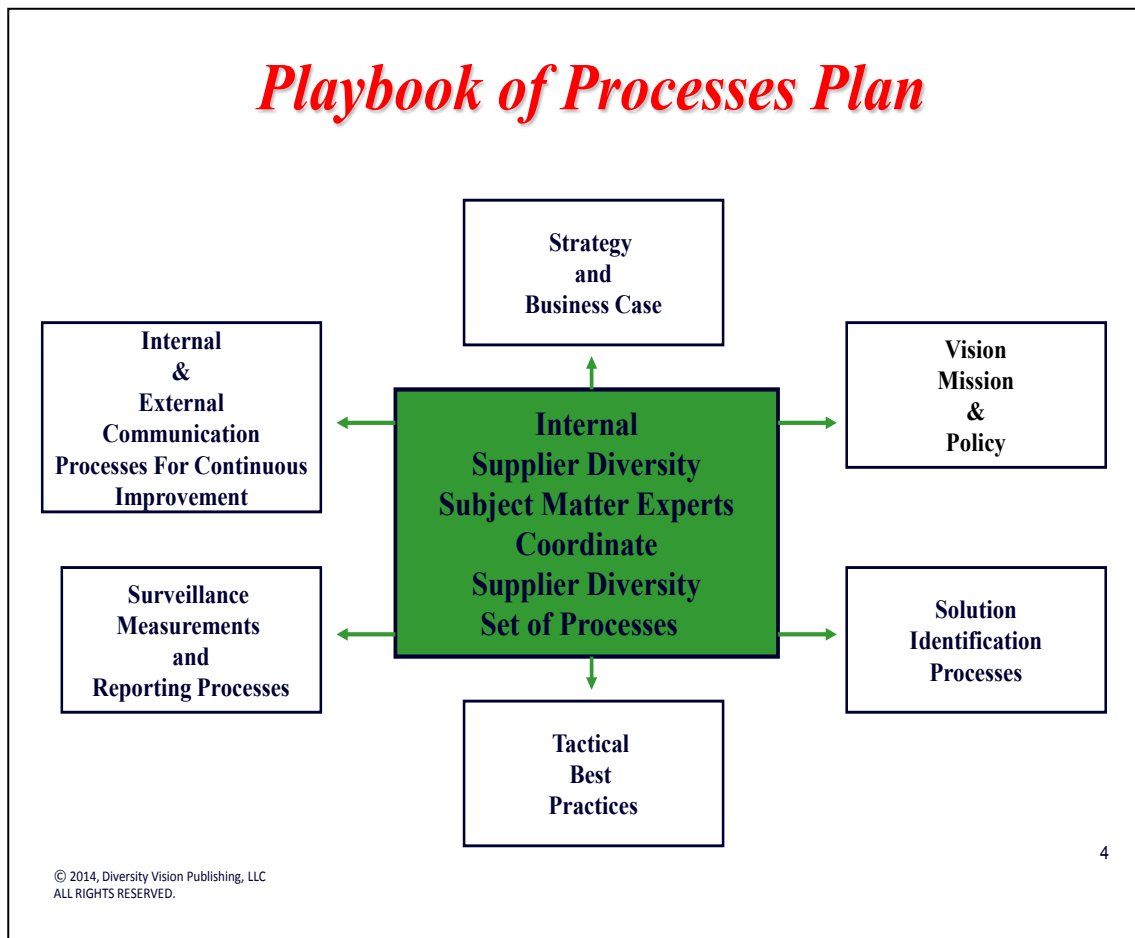 Playbook of Processes Plan
Strategy
and
Business Case
Internal
&
External
Communication
Processes For Continuous
Improvement
Vision
Mission
&
Policy
Internal
Supplier Diversity
Subject Matter Experts
Coordinate
Supplier Diversity
Set of Processes
Surveillance
Measurements
and
Reporting Processes
Solution
Identification
Processes
Tactical
Best
Practices
4
© 2014, Diversity Vision Publishing, LLC
ALL RIGHTS RESERVED.